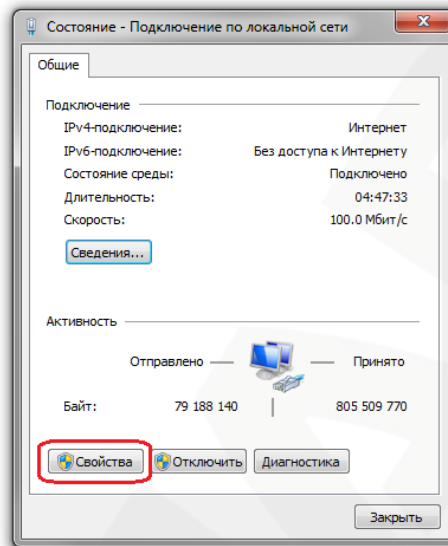 Состояние - Подключение по локальной сети
Общие
Подключение
IPv4-подключение: Интернет
IPv6-подключение: Без доступа к Интернету
Состояние среды: Подключено
Длительность: 04:47:33
Скорость: 100.0 Мбит/с
Сведения...
Активность
Отправлено — Принято
Байт: 79 188 140 | 805 509 770
Свойства Отключить Диагностика
Закрыть